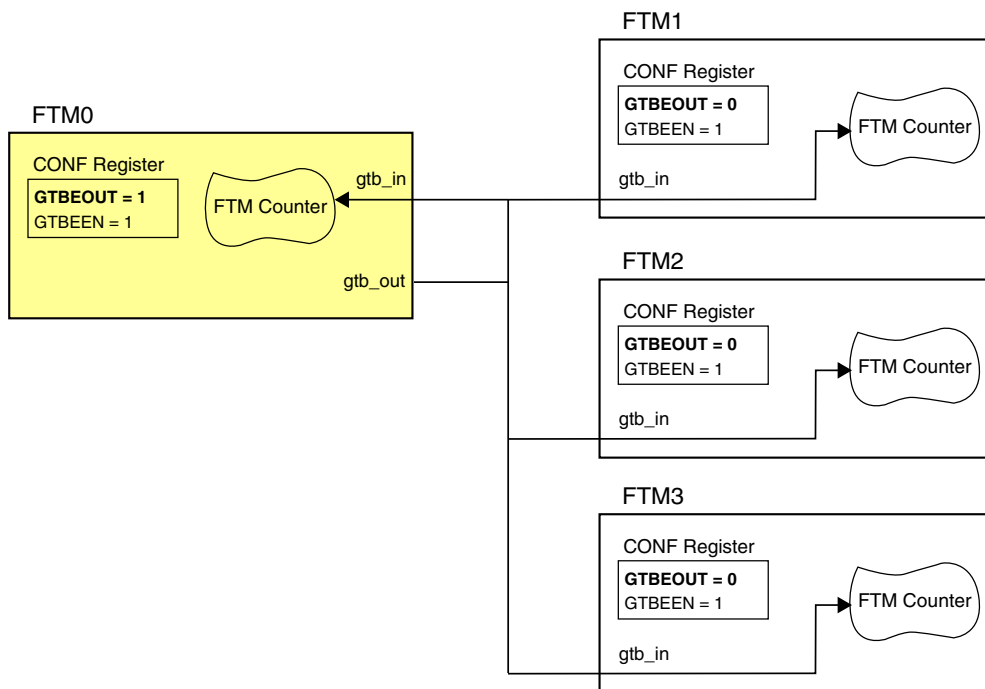 FTM0
CONF Register
GTBEOUT = 1
GTBEEN = 1
FTM Counter
gtb_in
gtb_out
FTM1
CONF Register
GTBEOUT = 0
GTBEEN = 1
FTM Counter
gtb_in
FTM2
CONF Register
GTBEOUT = 0
GTBEEN = 1
FTM Counter
gtb_in
FTM3
CONF Register
GTBEOUT = 0
GTBEEN = 1
FTM Counter
gtb_in